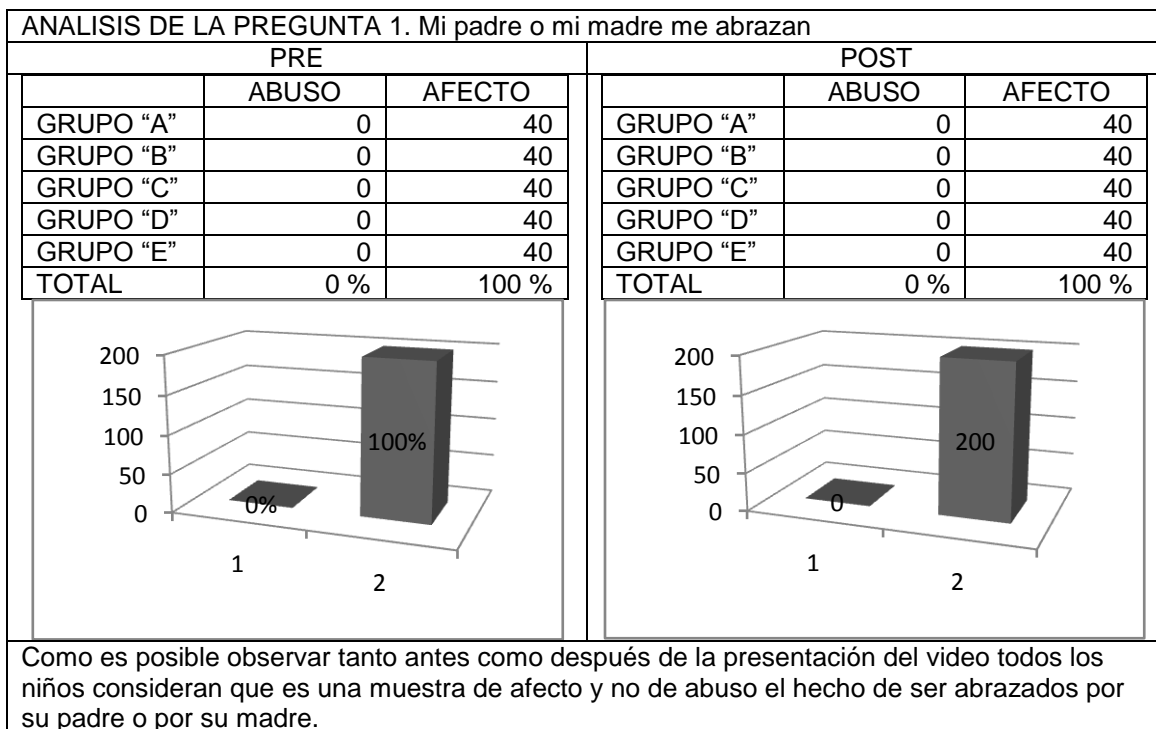 ANALISIS DE LA PREGUNTA 1. Mi padre o mi madre me abrazan
PRE
POST
ABUSO AFECTO
GRUPO “A” 0 40
GRUPO “B” 0 40
GRUPO “C” 0 40
GRUPO “D” 0 40
GRUPO “E” 0 40
TOTAL 0 % 100 %
ABUSO AFECTO
GRUPO “A” 0 40
GRUPO “B” 0 40
GRUPO “C” 0 40
GRUPO “D” 0 40
GRUPO “E” 0 40
TOTAL 0 % 100 %
200
150
100
50
0
100%
0%
1
2
200
150
100
50
0
200
0
1
2
Como es posible observar tanto antes como después de la presentación del video todos los
niños consideran que es una muestra de afecto y no de abuso el hecho de ser abrazados por
su padre o por su madre.